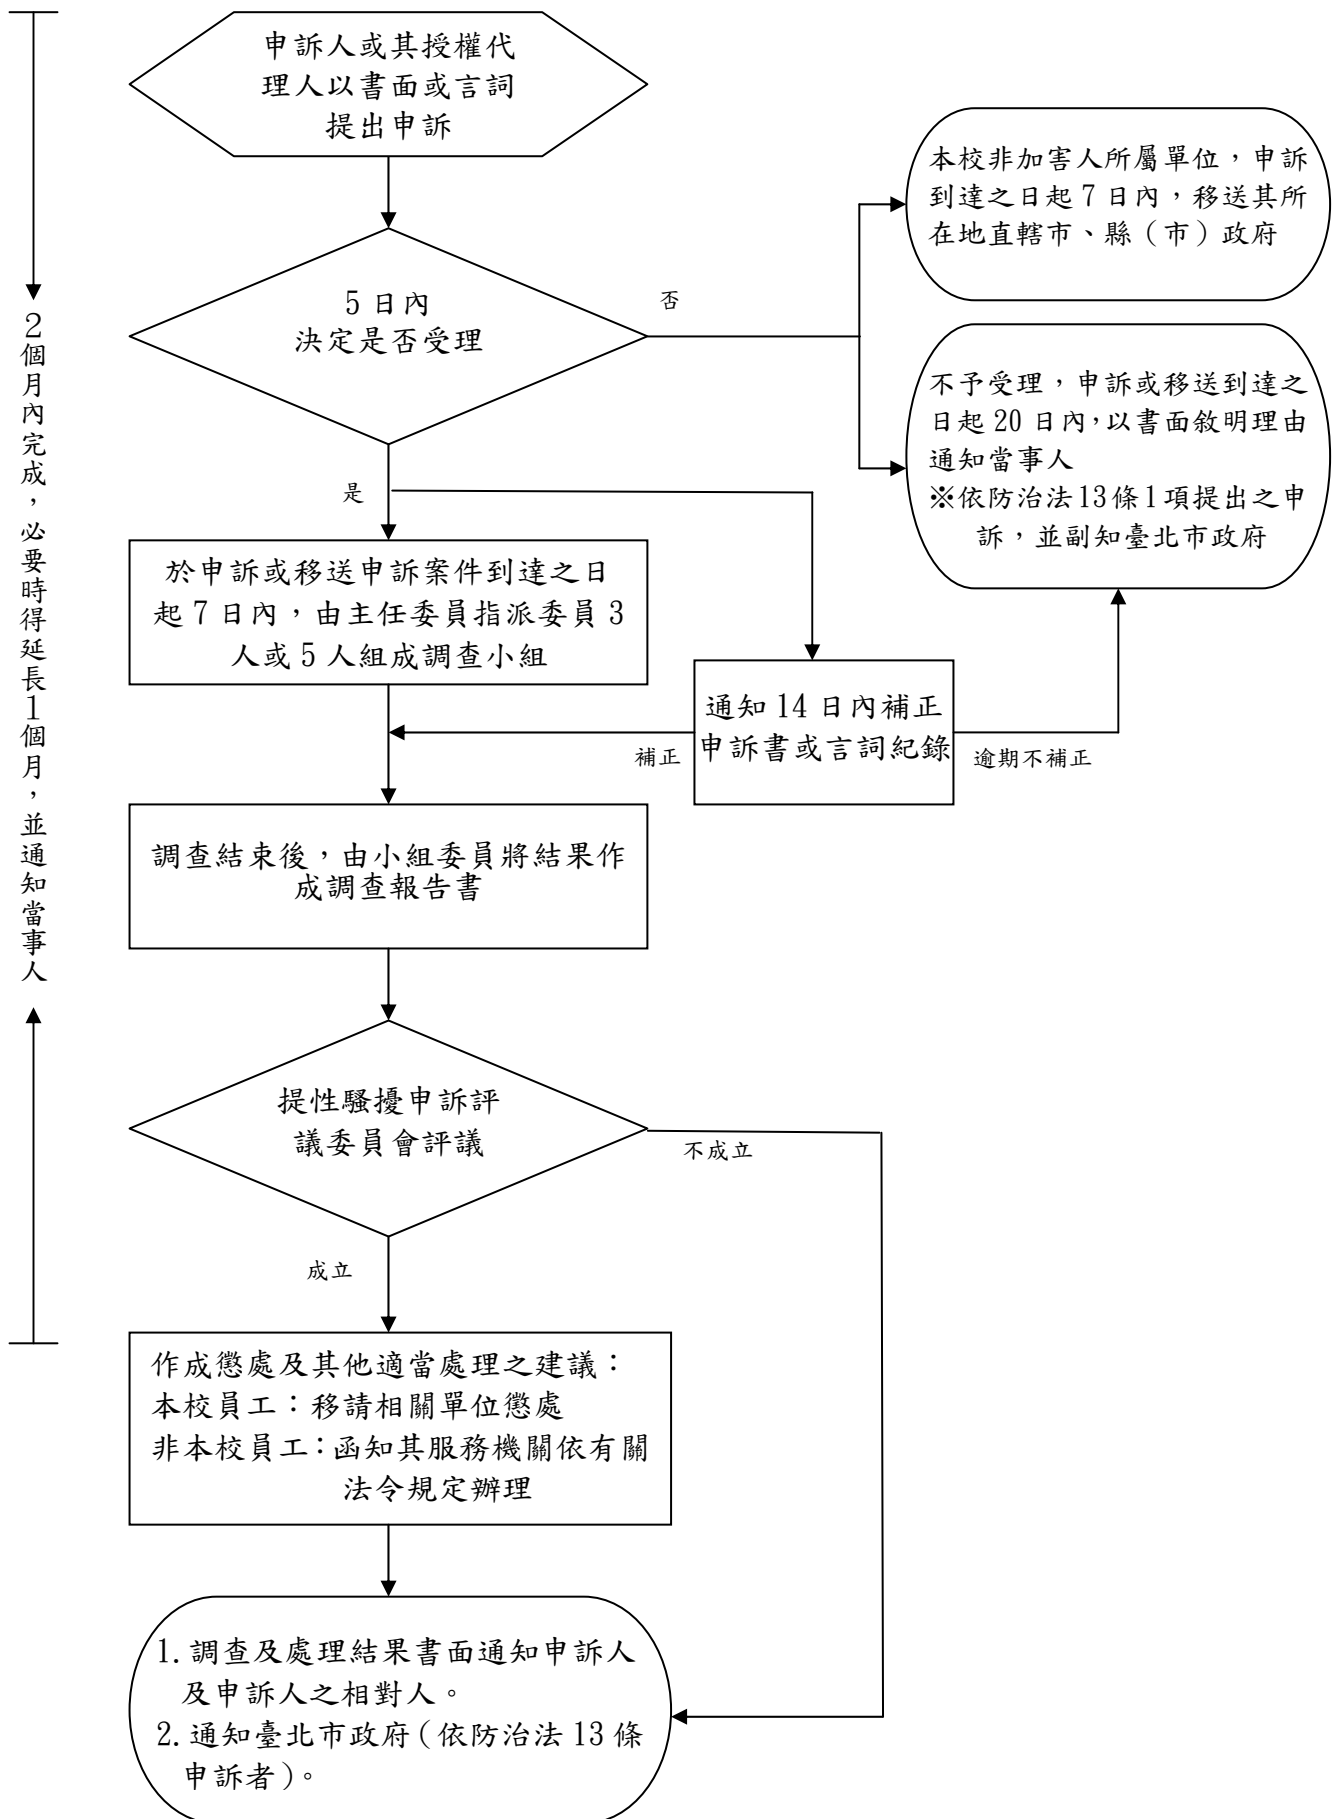 申訴人或其授權代
理人以書面或言詞
提出申訴
本校非加害人所屬單位，申訴
到達之日起7日內，移送其所
在地直轄市、縣（市）政府
5日內
決定是否受理
否
不予受理，申訴或移送到達之
日起20日內，以書面敘明理由
通知當事人
※依防治法13條1項提出之申
訴，並副知臺北市政府
是
於申訴或移送申訴案件到達之日
起7日內，由主任委員指派委員3
人或5人組成調查小組
通知14日內補正
申訴書或言詞紀錄
補正
逾期不補正
2個月內完成，必要時得延長1個月，並通知當事人
調查結束後，由小組委員將結果作
成調查報告書
提性騷擾申訴評
議委員會評議
不成立
成立
作成懲處及其他適當處理之建議：
本校員工：移請相關單位懲處
非本校員工：函知其服務機關依有關
法令規定辦理
1.調查及處理結果書面通知申訴人
及申訴人之相對人。
2.通知臺北市政府（依防治法13條
申訴者）。